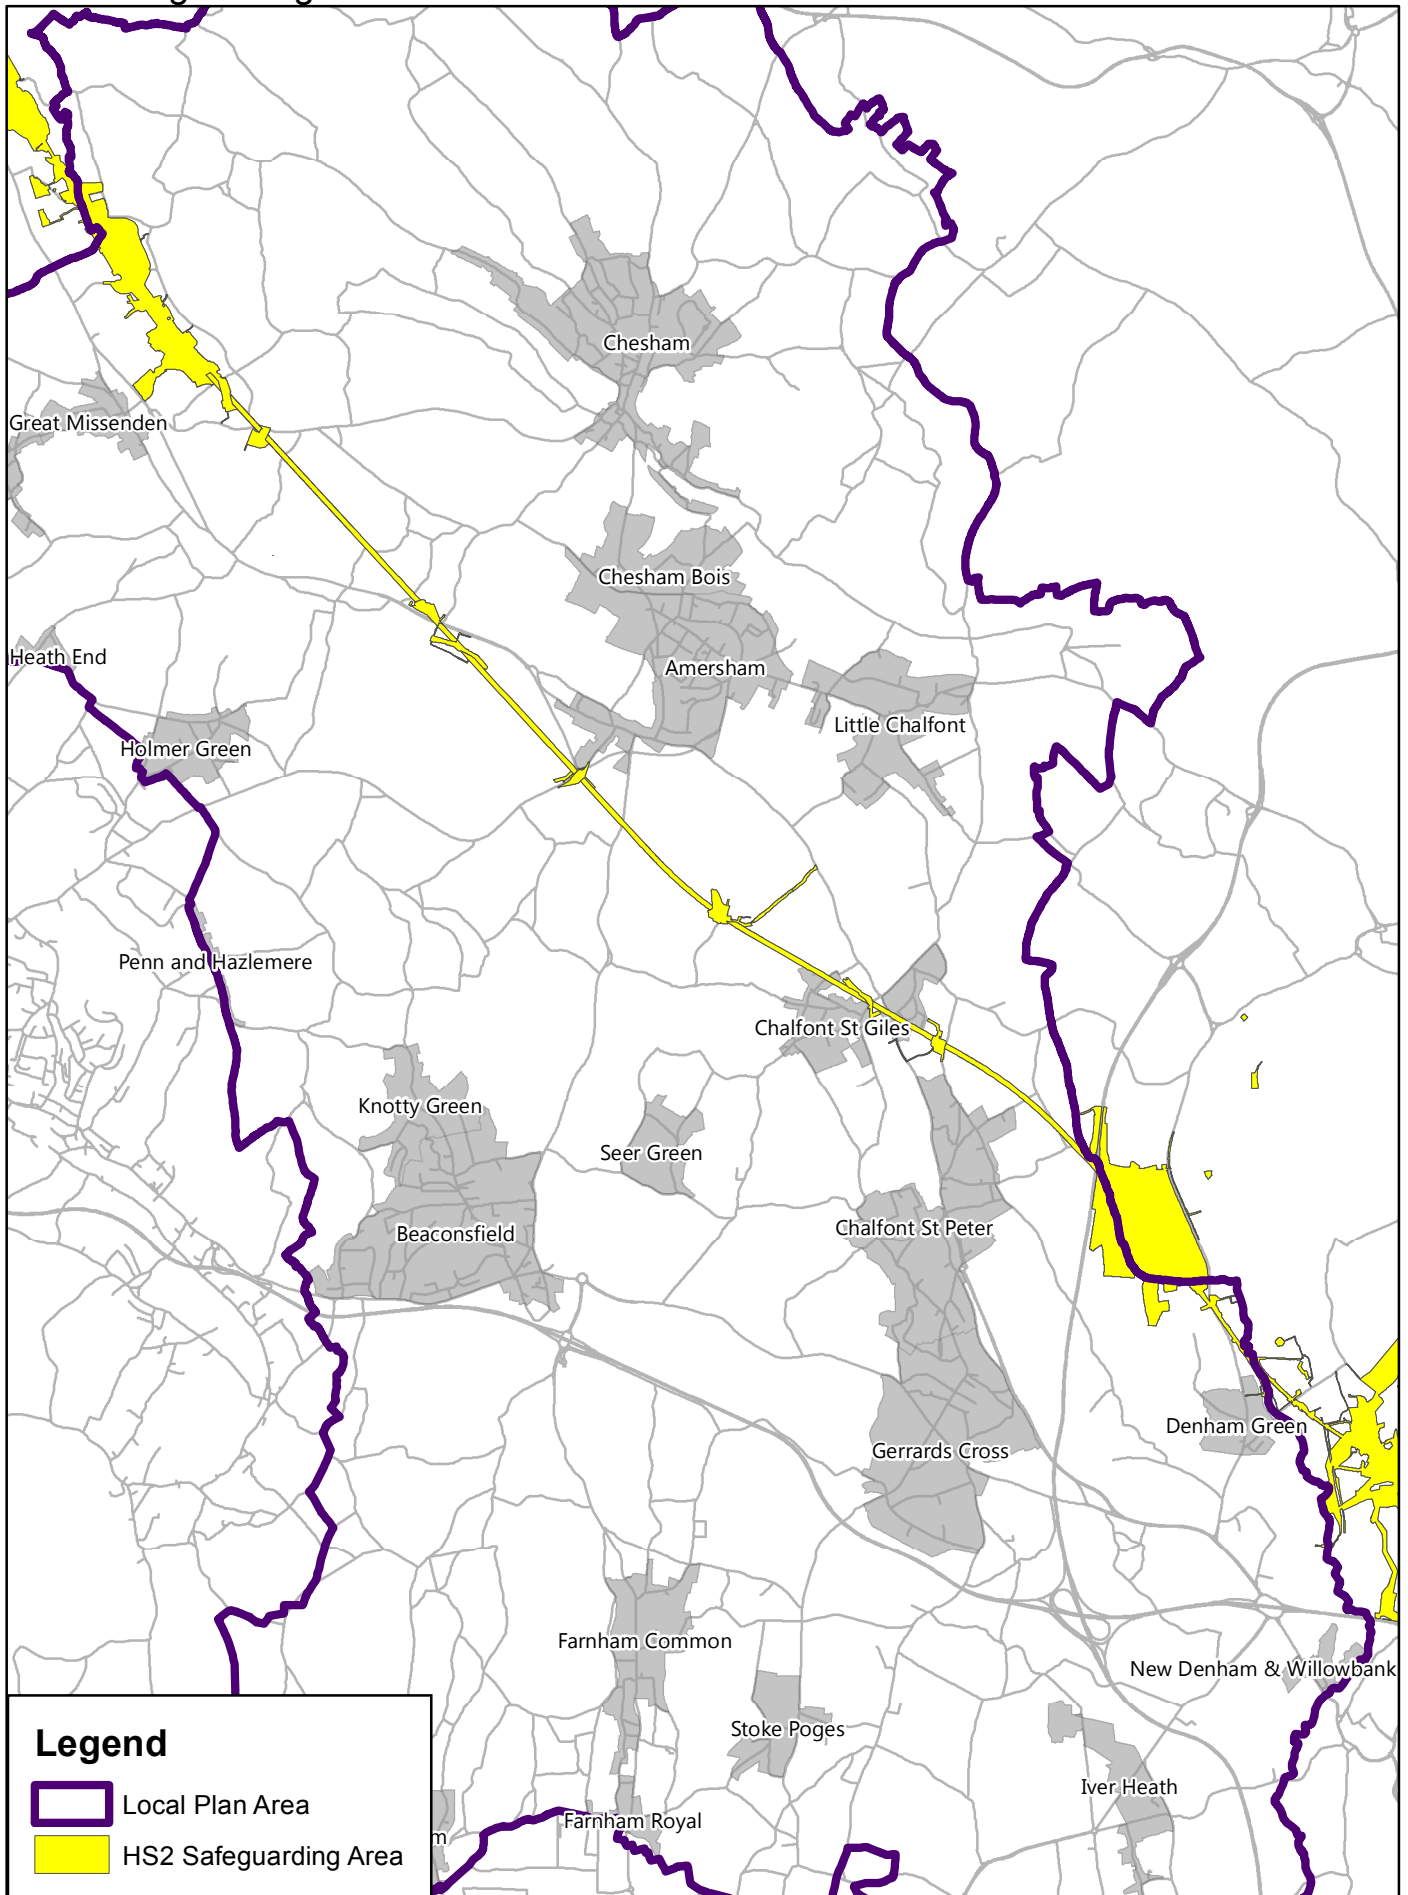 Chesham
Great Missenden
Chesham Bois
Heath End
Amersham
Little Chalfont
Holmer Green
Penn and Hazlemere
Chalfont St Giles
Knotty Green
Seer Green
Chalfont St Peter
Beaconsfield
Denham Green
Gerrards Cross
Farnham Common
New Denham & Willowbank
Stoke Poges
Iver Heath
Farnham Royal
m
Legend
Local Plan Area
HS2 Safeguarding Area